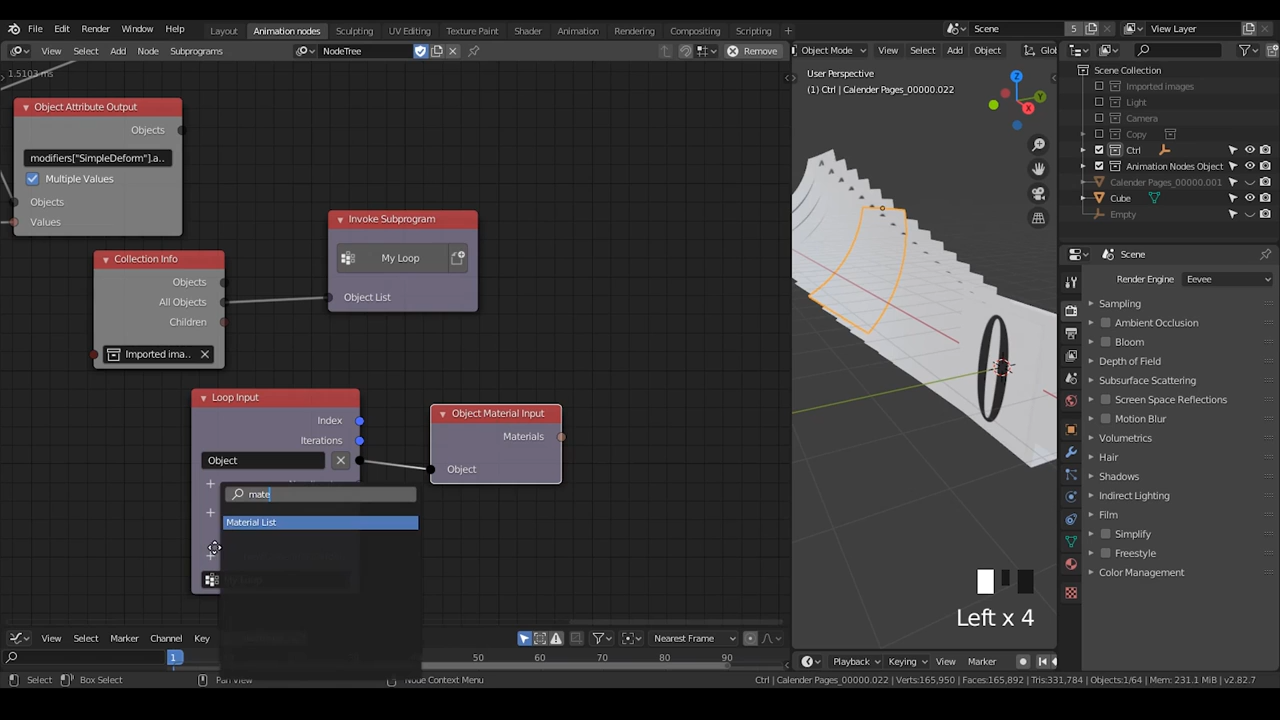 File Edit Render Window Help Layout Animation nodes Sculpting UV Editing Texture Paint Shader Animation Rendering Compositing Scripting + Scene 5 View Layer
View Select Add Node Subprograms NodeTree Remove Object Mode View Select Add Object Glob
1.5103 ms
Object Attribute Output
Objects
modifiers["SimpleDeform"].a..
Multiple Values
Objects
Values
Invoke Subprogram
My Loop
Object List
Collection Info
Objects
All Objects
Children
Imported ima..
Loop Input
Index
Iterations
Object
mate
Material List
Object Material Input
Materials
Object
User Perspective
(1) Ctrl | Calender Pages_00000.022
Z
Y
X
0
Left x 4
Scene Collection
Imported images
Light
Camera
Copy
Ctrl
Animation Nodes Object
Calender Pages_00000.001
Cube
Empty
Scene
Render Engine Eevee
Sampling
Ambient Occlusion
Bloom
Depth of Field
Subsurface Scattering
Screen Space Reflections
Motion Blur
Volumetrics
Hair
Shadows
Indirect Lighting
Film
Simplify
Freestyle
Color Management
View Select Marker Channel Key Nearest Frame
1 50 60 70 80 90
Playback Keying View Marker
Select Box Select Pan View Node Context Menu Ctrl | Calender Pages_00000.022 | Verts:165,950 | Faces:165,892 | Tris:331,784 | Objects:1/64 | Mem: 231.1 MiB | v2.82.7